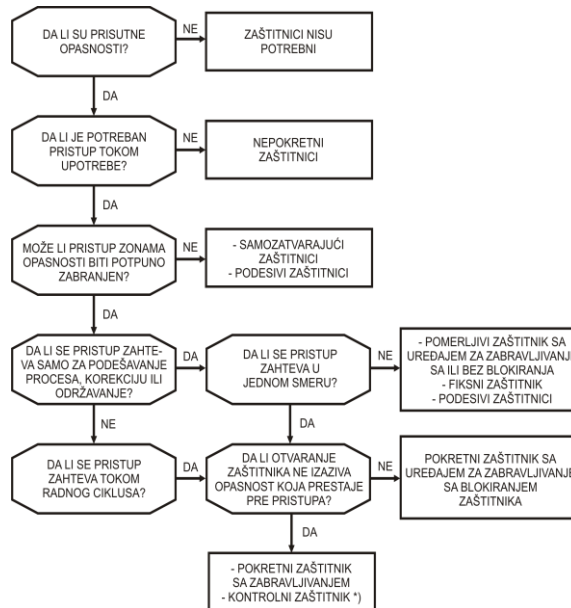 DA LI SU PRISUTNE
OPASNOSTI?
NE
ZAŠTITNICI NISU
POTREBNI
DA
DA LI JE POTREBAN
PRISTUP TOKOM
UPOTREBE?
NE
NEPOKRETNI
ZAŠTITNICI
DA
MOŽE LI PRISTUP ZONAMA
OPASNOSTI BITI POTPUNO
ZABRANJEN?
NE
- SAMOZATVARAJUĆI
ZAŠTITNICI
- PODESIVI ZAŠTITNICI
DA
DA LI SE PRISTUP ZAHTE-
VA SAMO ZA PODEŠAVANJE
PROCESA, KOREKCIJU ILI
ODRŽAVANJE?
DA
DA LI SE PRISTUP
ZAHTEVA U
JEDNOM SMERU?
NE
- POMERLJIVI ZAŠTITNIK SA
UREĐAJEM ZA ZABRAVLJIVANJE
SA ILI BEZ BLOKIRANJA
- FIKSNI ZAŠTITNIK
- PODESIVI ZAŠTITNICI
NE
DA
DA LI SE PRISTUP
ZAHTEVA TOKOM
RADNOG CIKLUSA?
DA
DA LI OTVARANJE
ZAŠTITNIKA NE IZAZIVA
OPASNOST KOJA PRESTAJE
PRE PRISTUPA?
NE
POKRETNI ZAŠTITNIK SA
UREĐAJEM ZA ZABRAVLJIVANJE
SA BLOKIRANJEM
ZAŠTITNIKA
DA
- POKRETNI ZAŠTITNIK
SA ZABRAVLJIVANJEM
- KONTROLNI ZAŠTITNIK *)